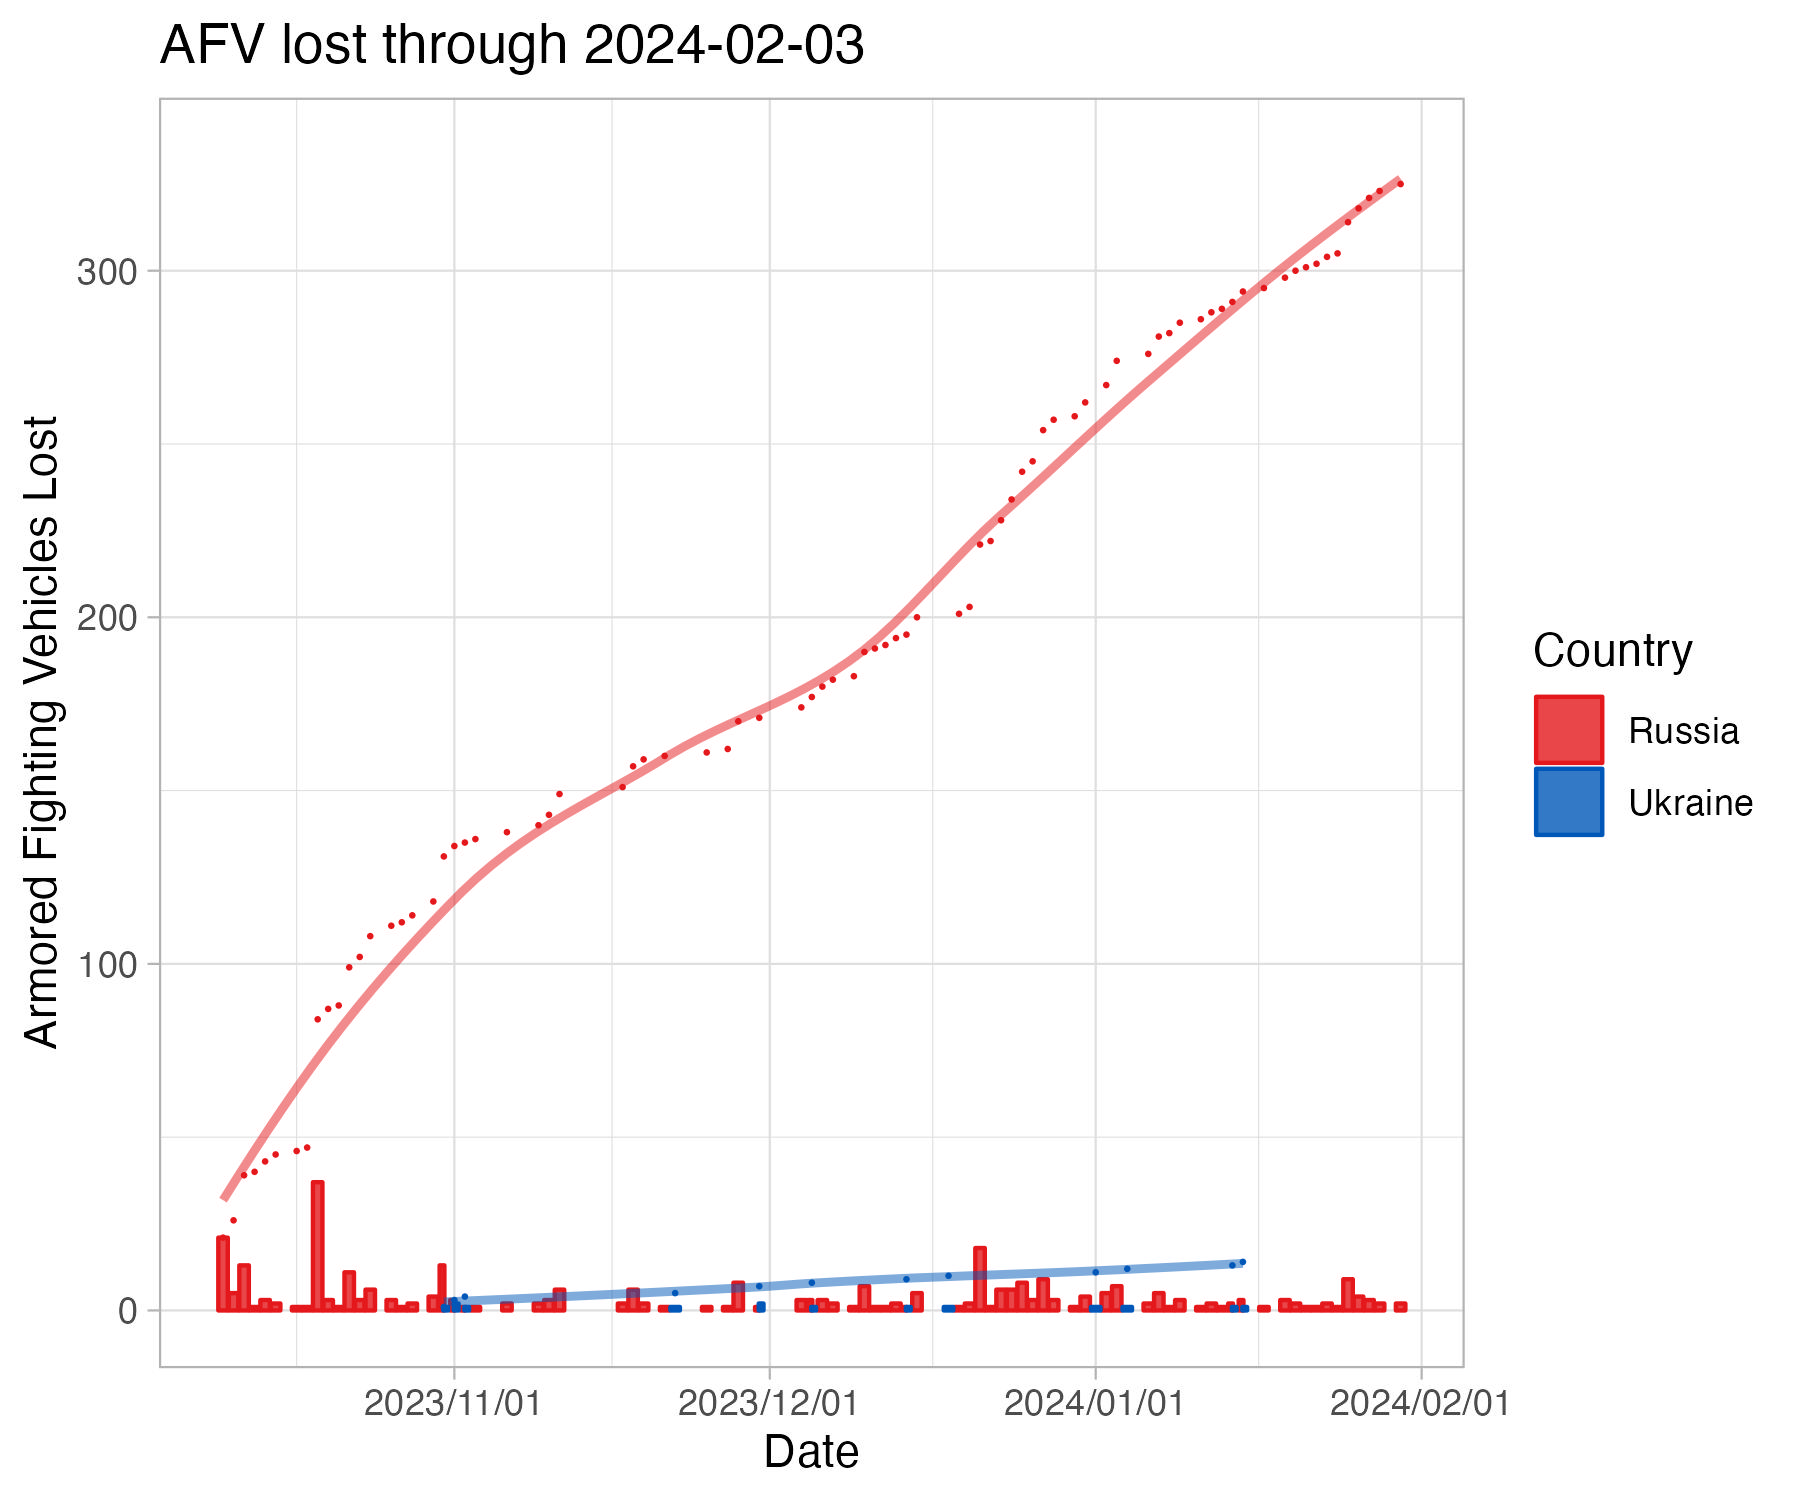 AFV lost through 2024-02-03
Armored Fighting Vehicles Lost
300
200
100
0
2023/11/01
2023/12/01
2024/01/01
2024/02/01
Date
Country
Russia
Ukraine